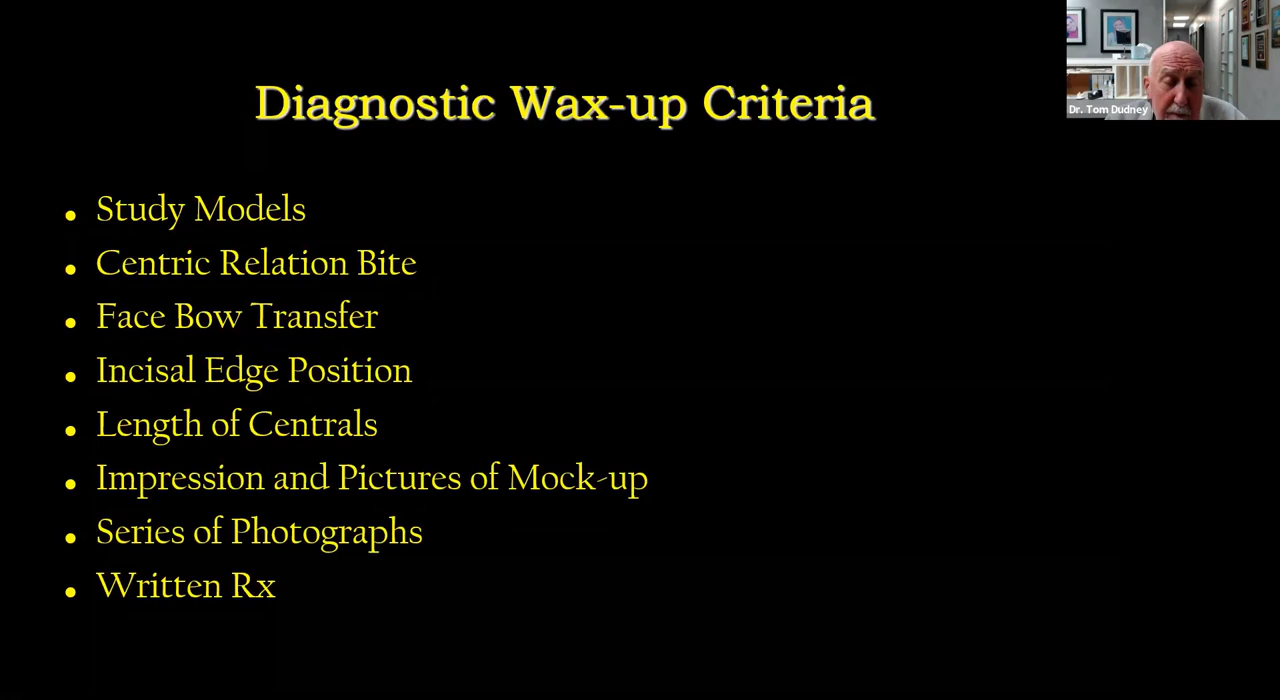 Diagnostic Wax-up Criteria
Dr. Tom Dudney
• Study Models
• Centric Relation Bite
• Face Bow Transfer
• Incisal Edge Position
• Length of Centrals
• Impression and Pictures of Mock-up
• Series of Photographs
• Written Rx